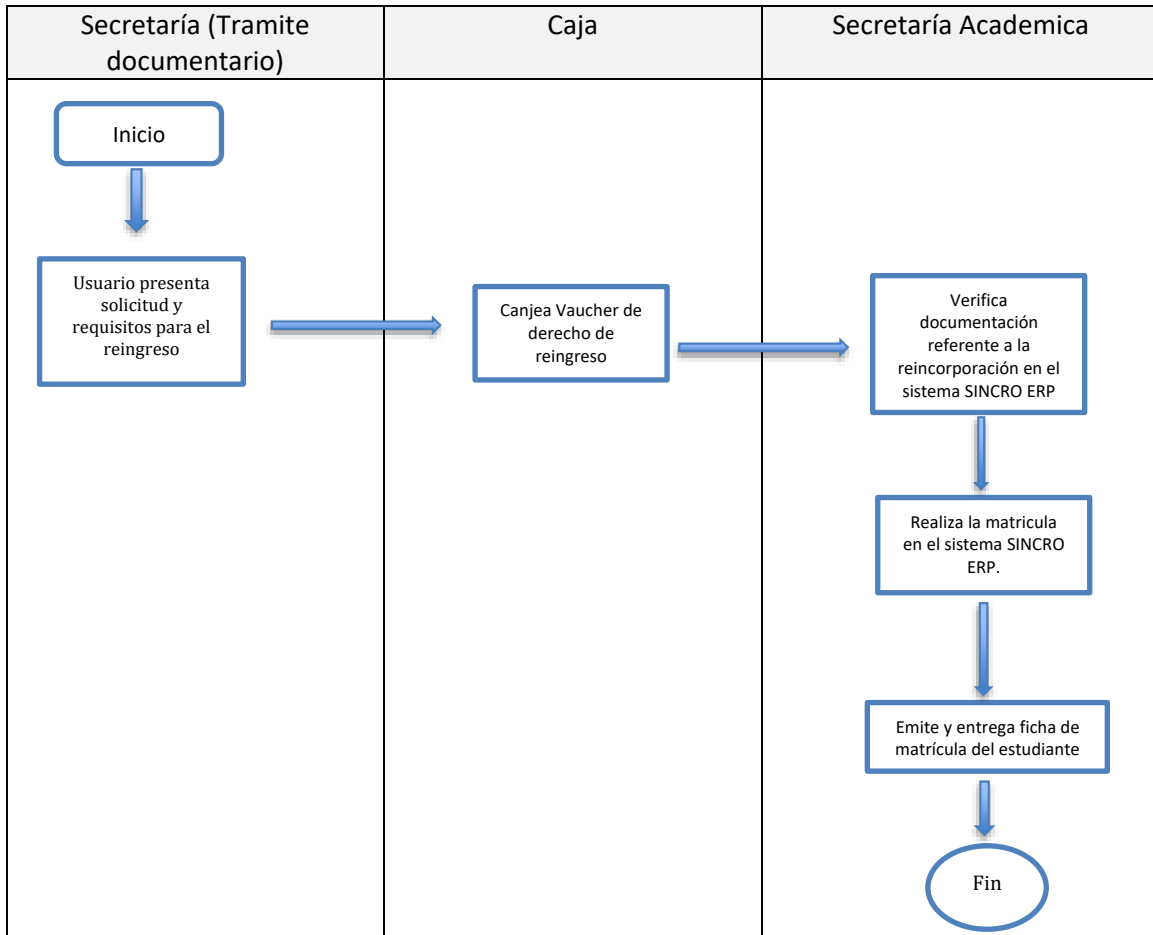 Secretaría (Tramite
documentario)
Caja
Secretaría Academica
Inicio
Usuario presenta
solicitud y
requisitos para el
reingreso
Canjea Vaucher de
derecho de
reingreso
Verifica
documentación
referente a la
reincorporación en el
sistema SINCRO ERP
Realiza la matricula
en el sistema SINCRO
ERP.
Emite y entrega ficha de
matrícula del estudiante
Fin